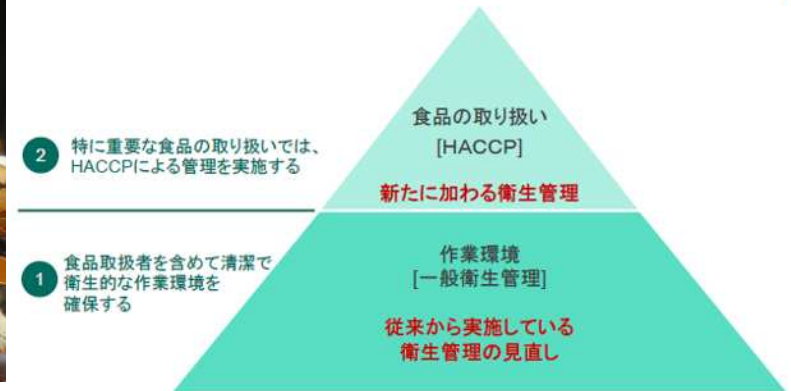 2
特に重要な食品の取り扱いでは、
HACCPによる管理を実施する
食品の取り扱い
[HACCP]
新たに加わる衛生管理
1
食品取扱者を含めて清潔で
衛生的な作業環境を
確保する
作業環境
[一般衛生管理]
従来から実施している
衛生管理の見直し